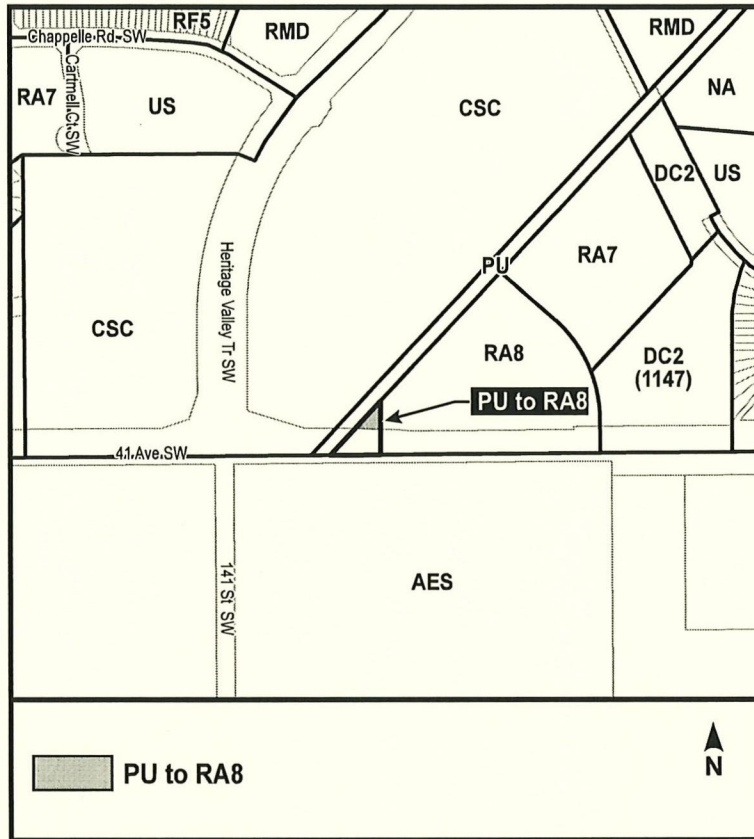 RF5
RMD
RMD
Chappelle Rd. SW
Cartmell Ct SW
RA7
US
CSC
NA
DC2
US
Heritage Valley Tr SW
PU
RA7
CSC
RA8
DC2
(1147)
PU to RA8
41 Ave SW
141 St SW
AES
PU to RA8
N